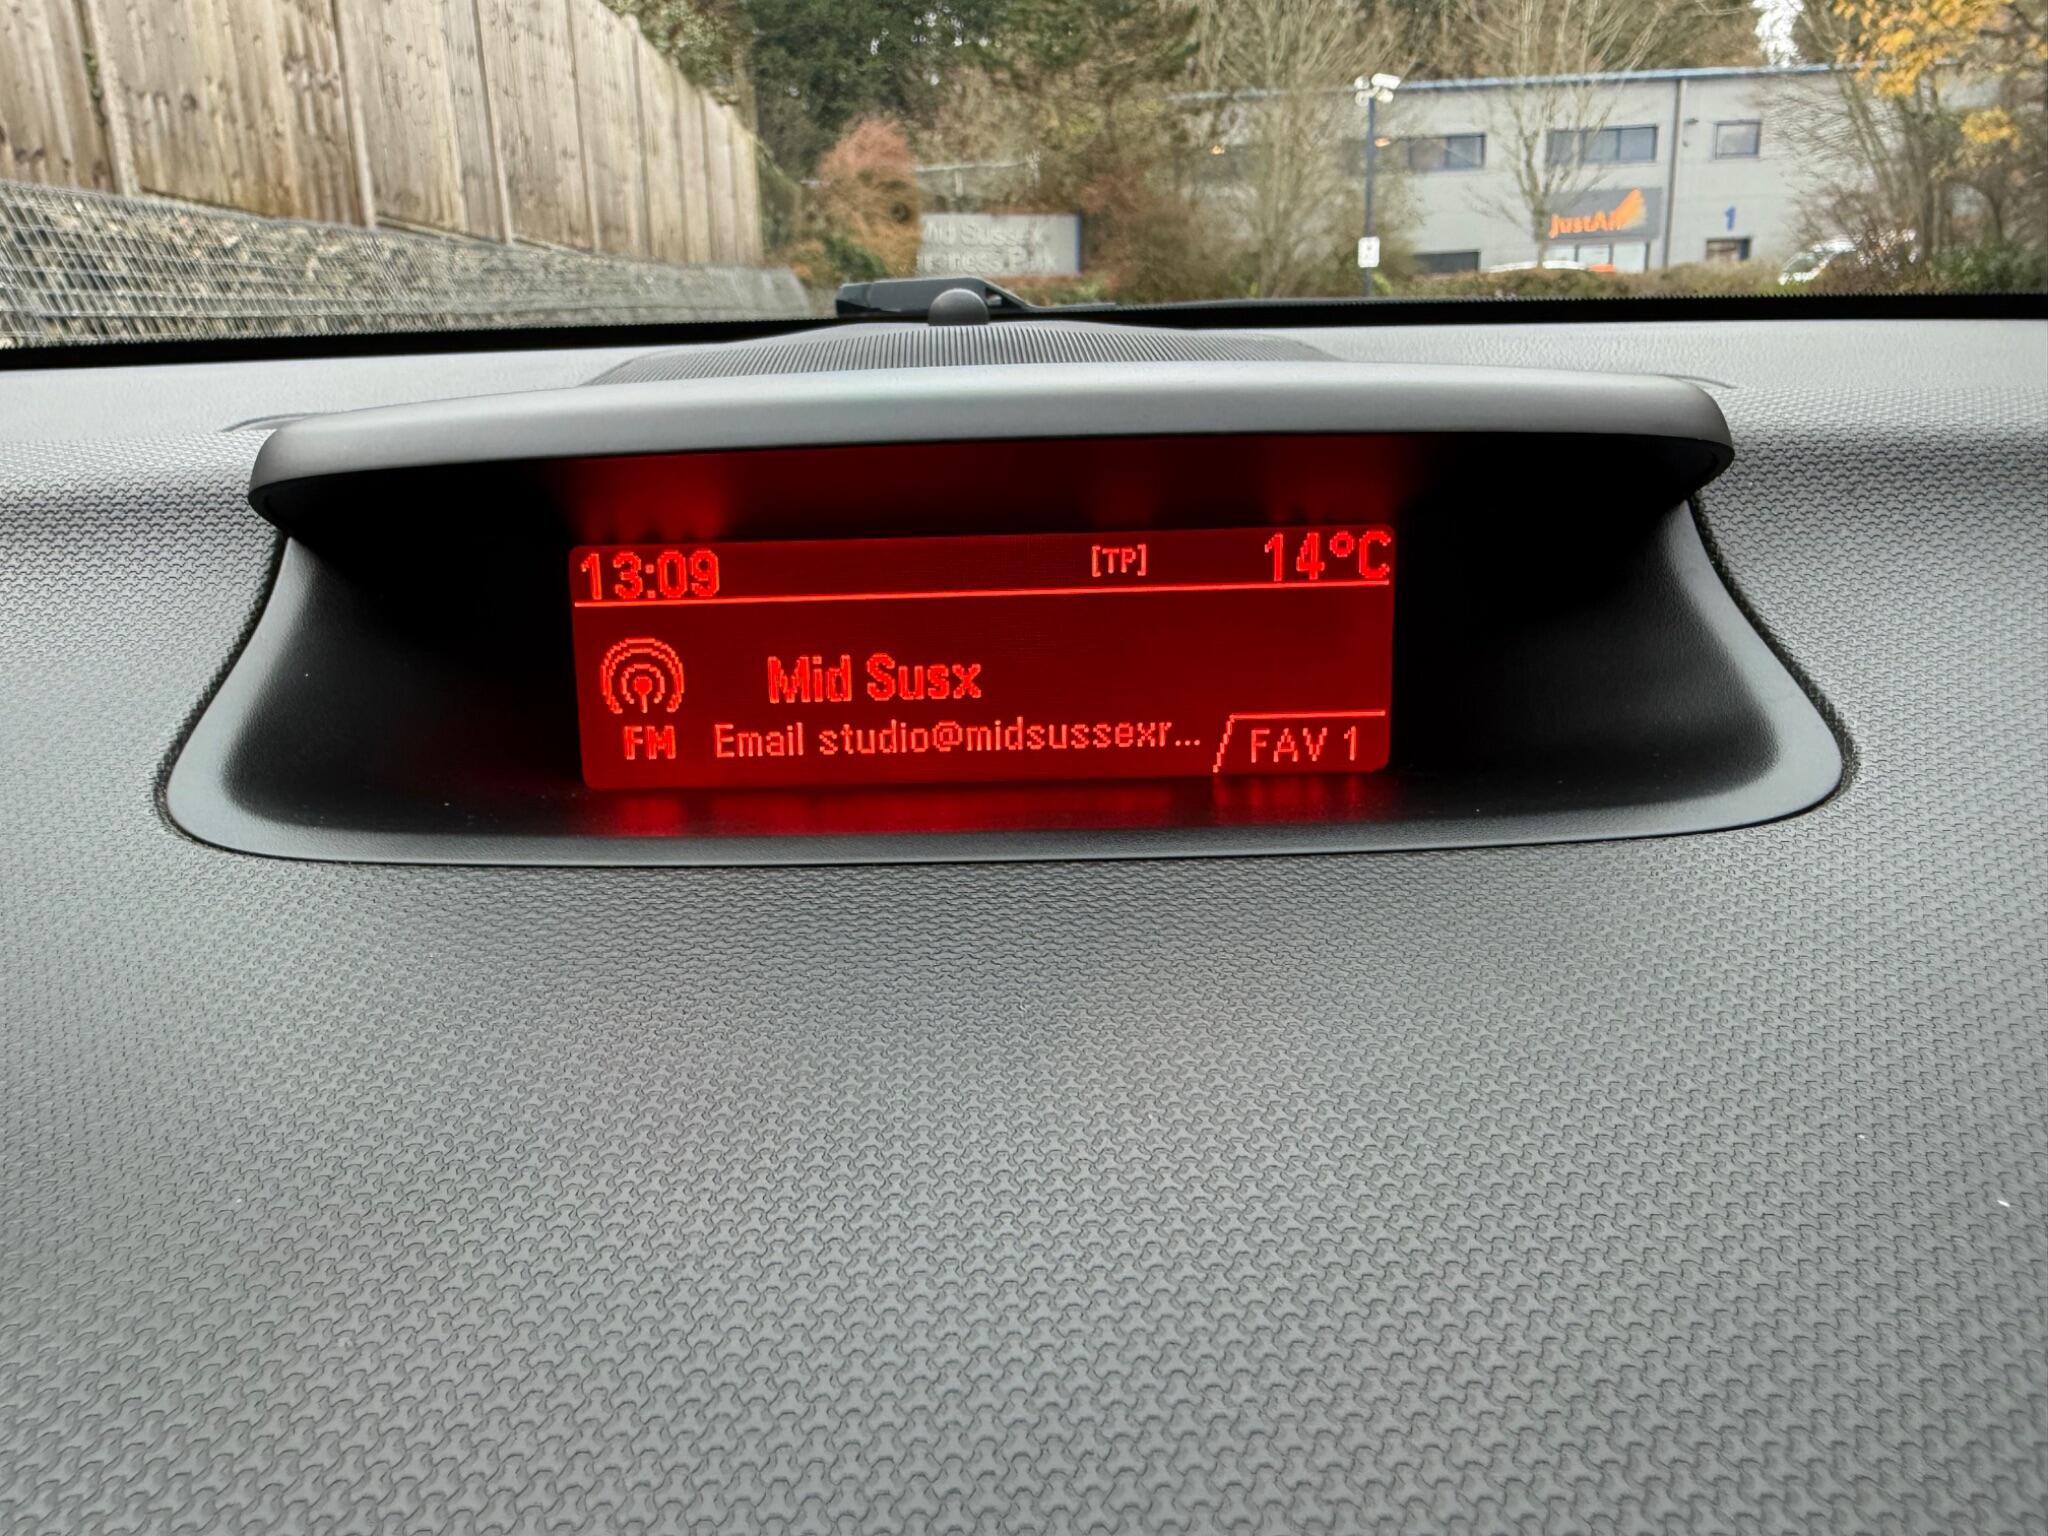 Mid Sussex
Business Park
JustAir
1
13:09 [TP] 14°C
Mid Susx
FM Email studio@midsussexr... FAV 1